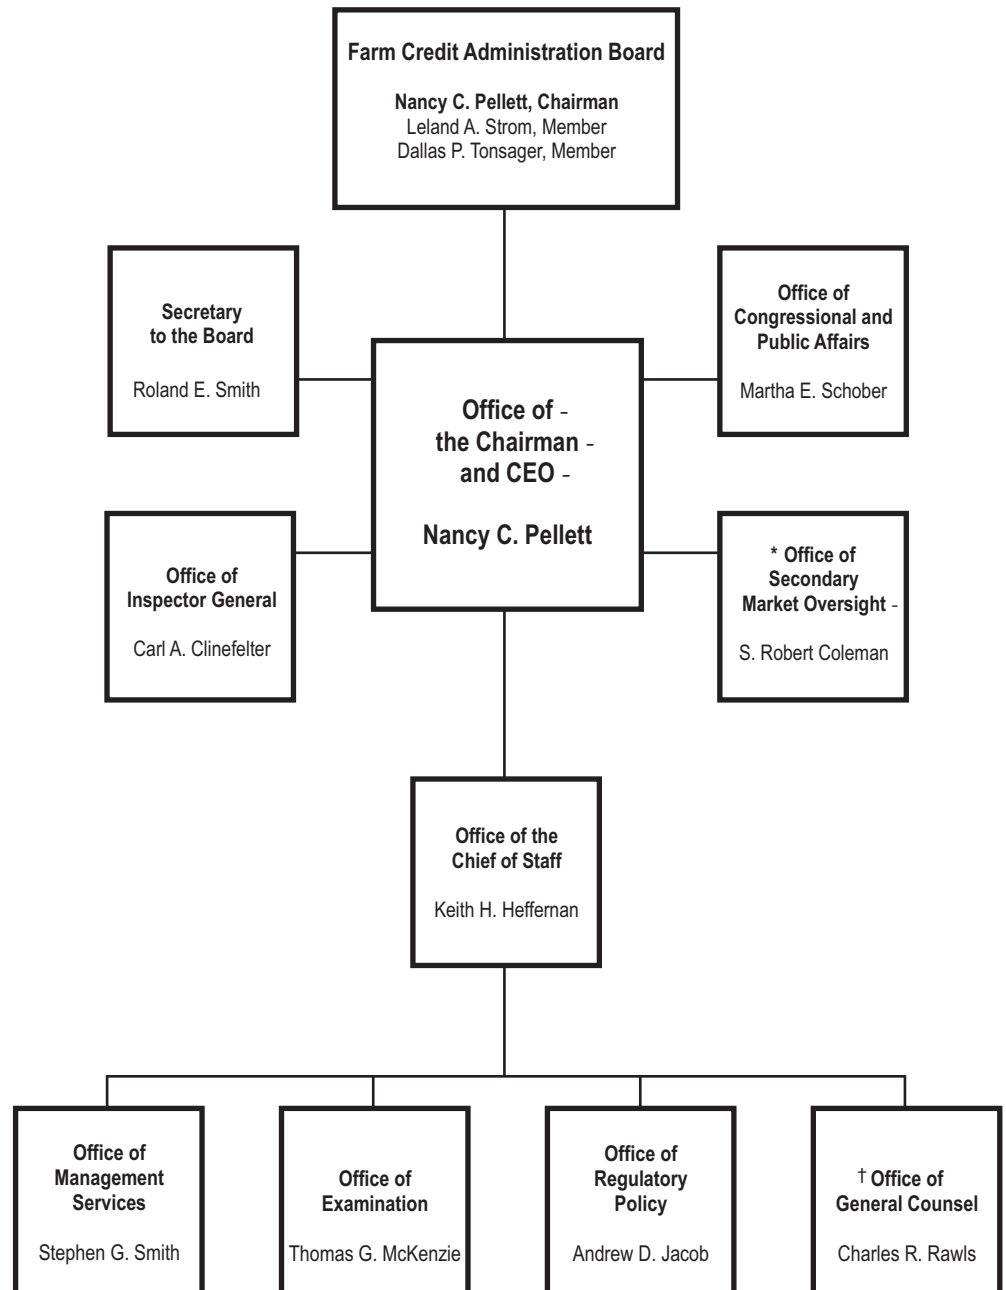 Farm Credit Administration Board
Nancy C. Pellett, Chairman
Leland A. Strom, Member
Dallas P. Tonsager, Member
Secretary
to the Board
Roland E. Smith
Office of
Congressional and
Public Affairs
Martha E. Schober
Office of -
the Chairman -
and CEO -
Nancy C. Pellett
Office of
Inspector General
Carl A. Clinefelter
* Office of
Secondary
Market Oversight -
S. Robert Coleman
Office of the
Chief of Staff
Keith H. Heffernan
Office of
Management
Services
Stephen G. Smith
Office of
Examination
Thomas G. McKenzie
Office of
Regulatory
Policy
Andrew D. Jacob
† Office of
General Counsel
Charles R. Rawls